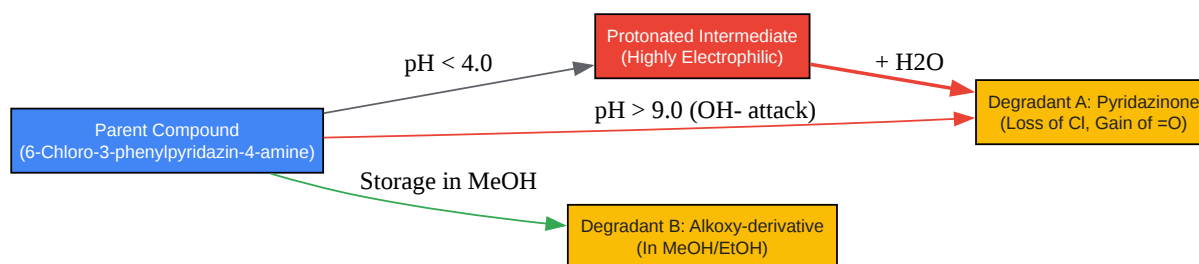 Protonated Intermediate
(Highly Electrophilic)
pH < 4.0
+ H2O
Parent Compound
(6-Chloro-3-phenylpyridazin-4-amine)
pH > 9.0 (OH- attack)
Degradant A: Pyridazinone
(Loss of Cl, Gain of =O)
Storage in MeOH
Degradant B: Alkoxy-derivative
(In MeOH/EtOH)